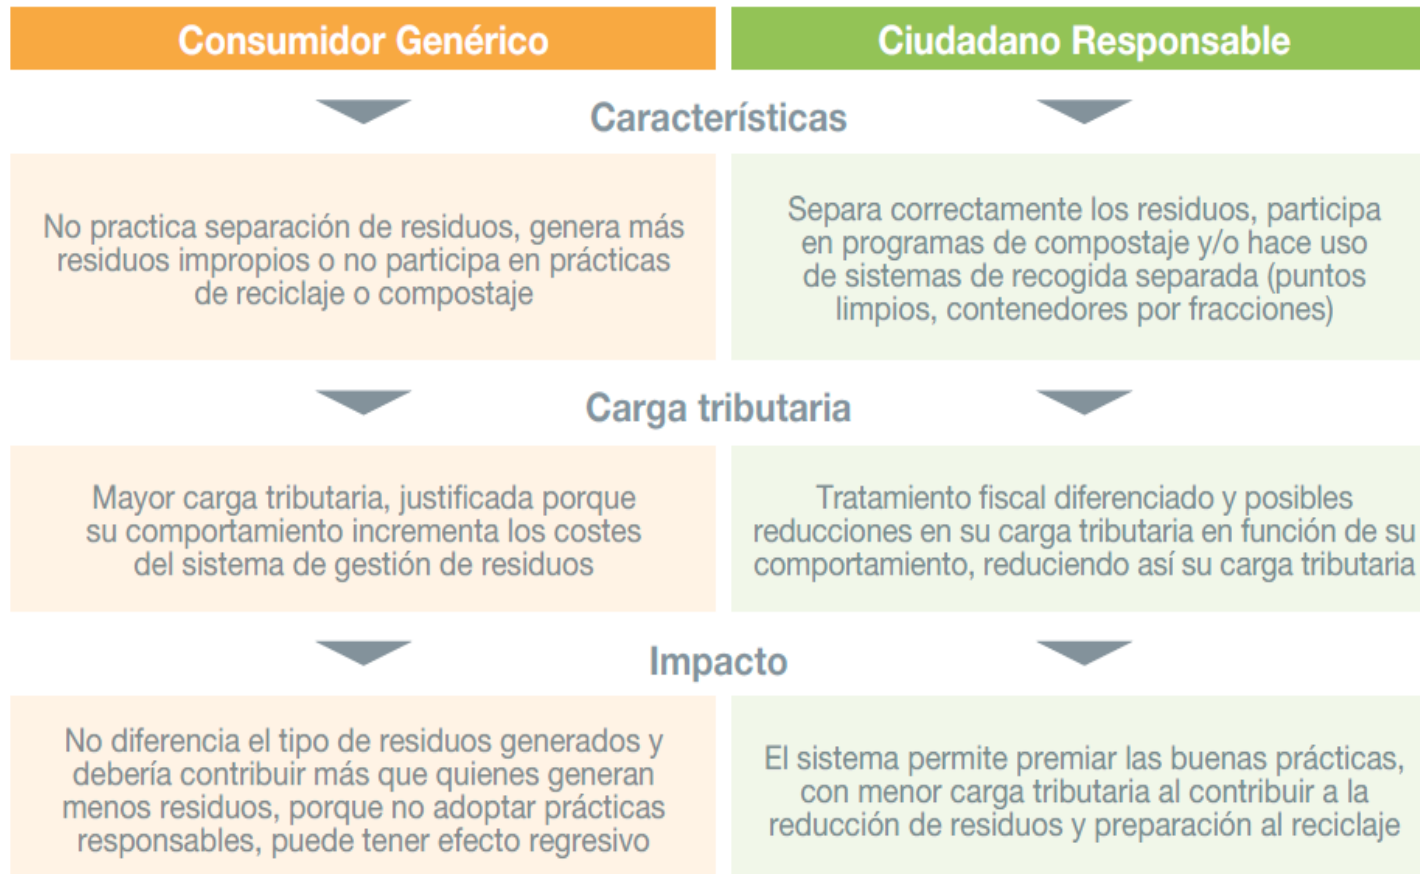 Consumidor Genérico
Ciudadano Responsable
Características
No practica separación de residuos, genera más
residuos impropios o no participa en prácticas
de reciclaje o compostaje
Separa correctamente los residuos, participa
en programas de compostaje y/o hace uso
de sistemas de recogida separada (puntos
limpios, contenedores por fracciones)
Carga tributaria
Mayor carga tributaria, justificada porque
su comportamiento incrementa los costes
del sistema de gestión de residuos
Tratamiento fiscal diferenciado y posibles
reducciones en su carga tributaria en función de su
comportamiento, reduciendo así su carga tributaria
Impacto
No diferencia el tipo de residuos generados y
debería contribuir más que quienes generan
menos residuos, porque no adoptar prácticas
responsables, puede tener efecto regresivo
El sistema permite premiar las buenas prácticas,
con menor carga tributaria al contribuir a la
reducción de residuos y preparación al reciclaje